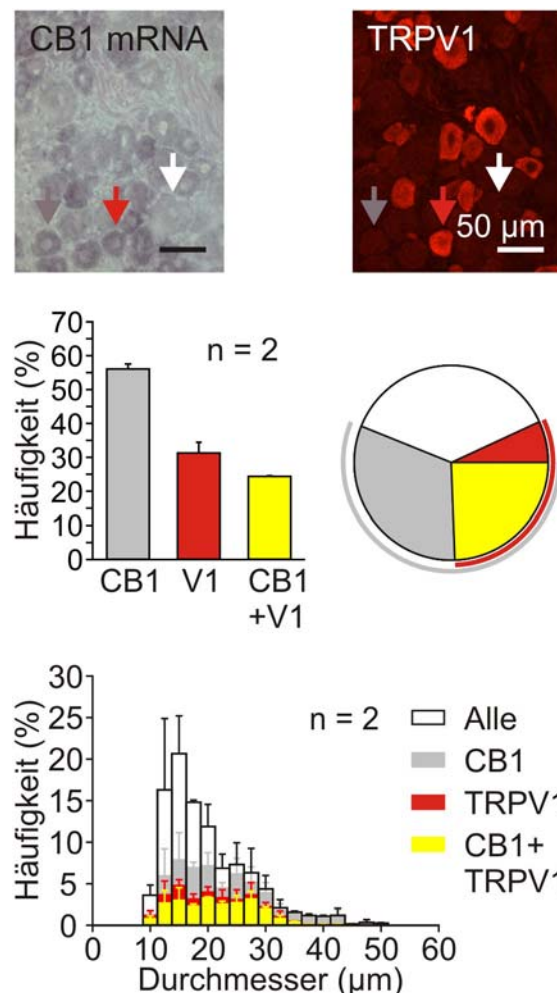 CB1 mRNA
TRPV1
50 µm
70
60
50
40
30
20
10
0
Häufigkeit (%)
n = 2
CB1
V1
CB1
+V1
30
25
20
15
10
5
0
Häufigkeit (%)
n = 2
Alle
CB1
TRPV1
CB1+
TRPV1
0 10 20 30 40 50 60
Durchmesser (µm)